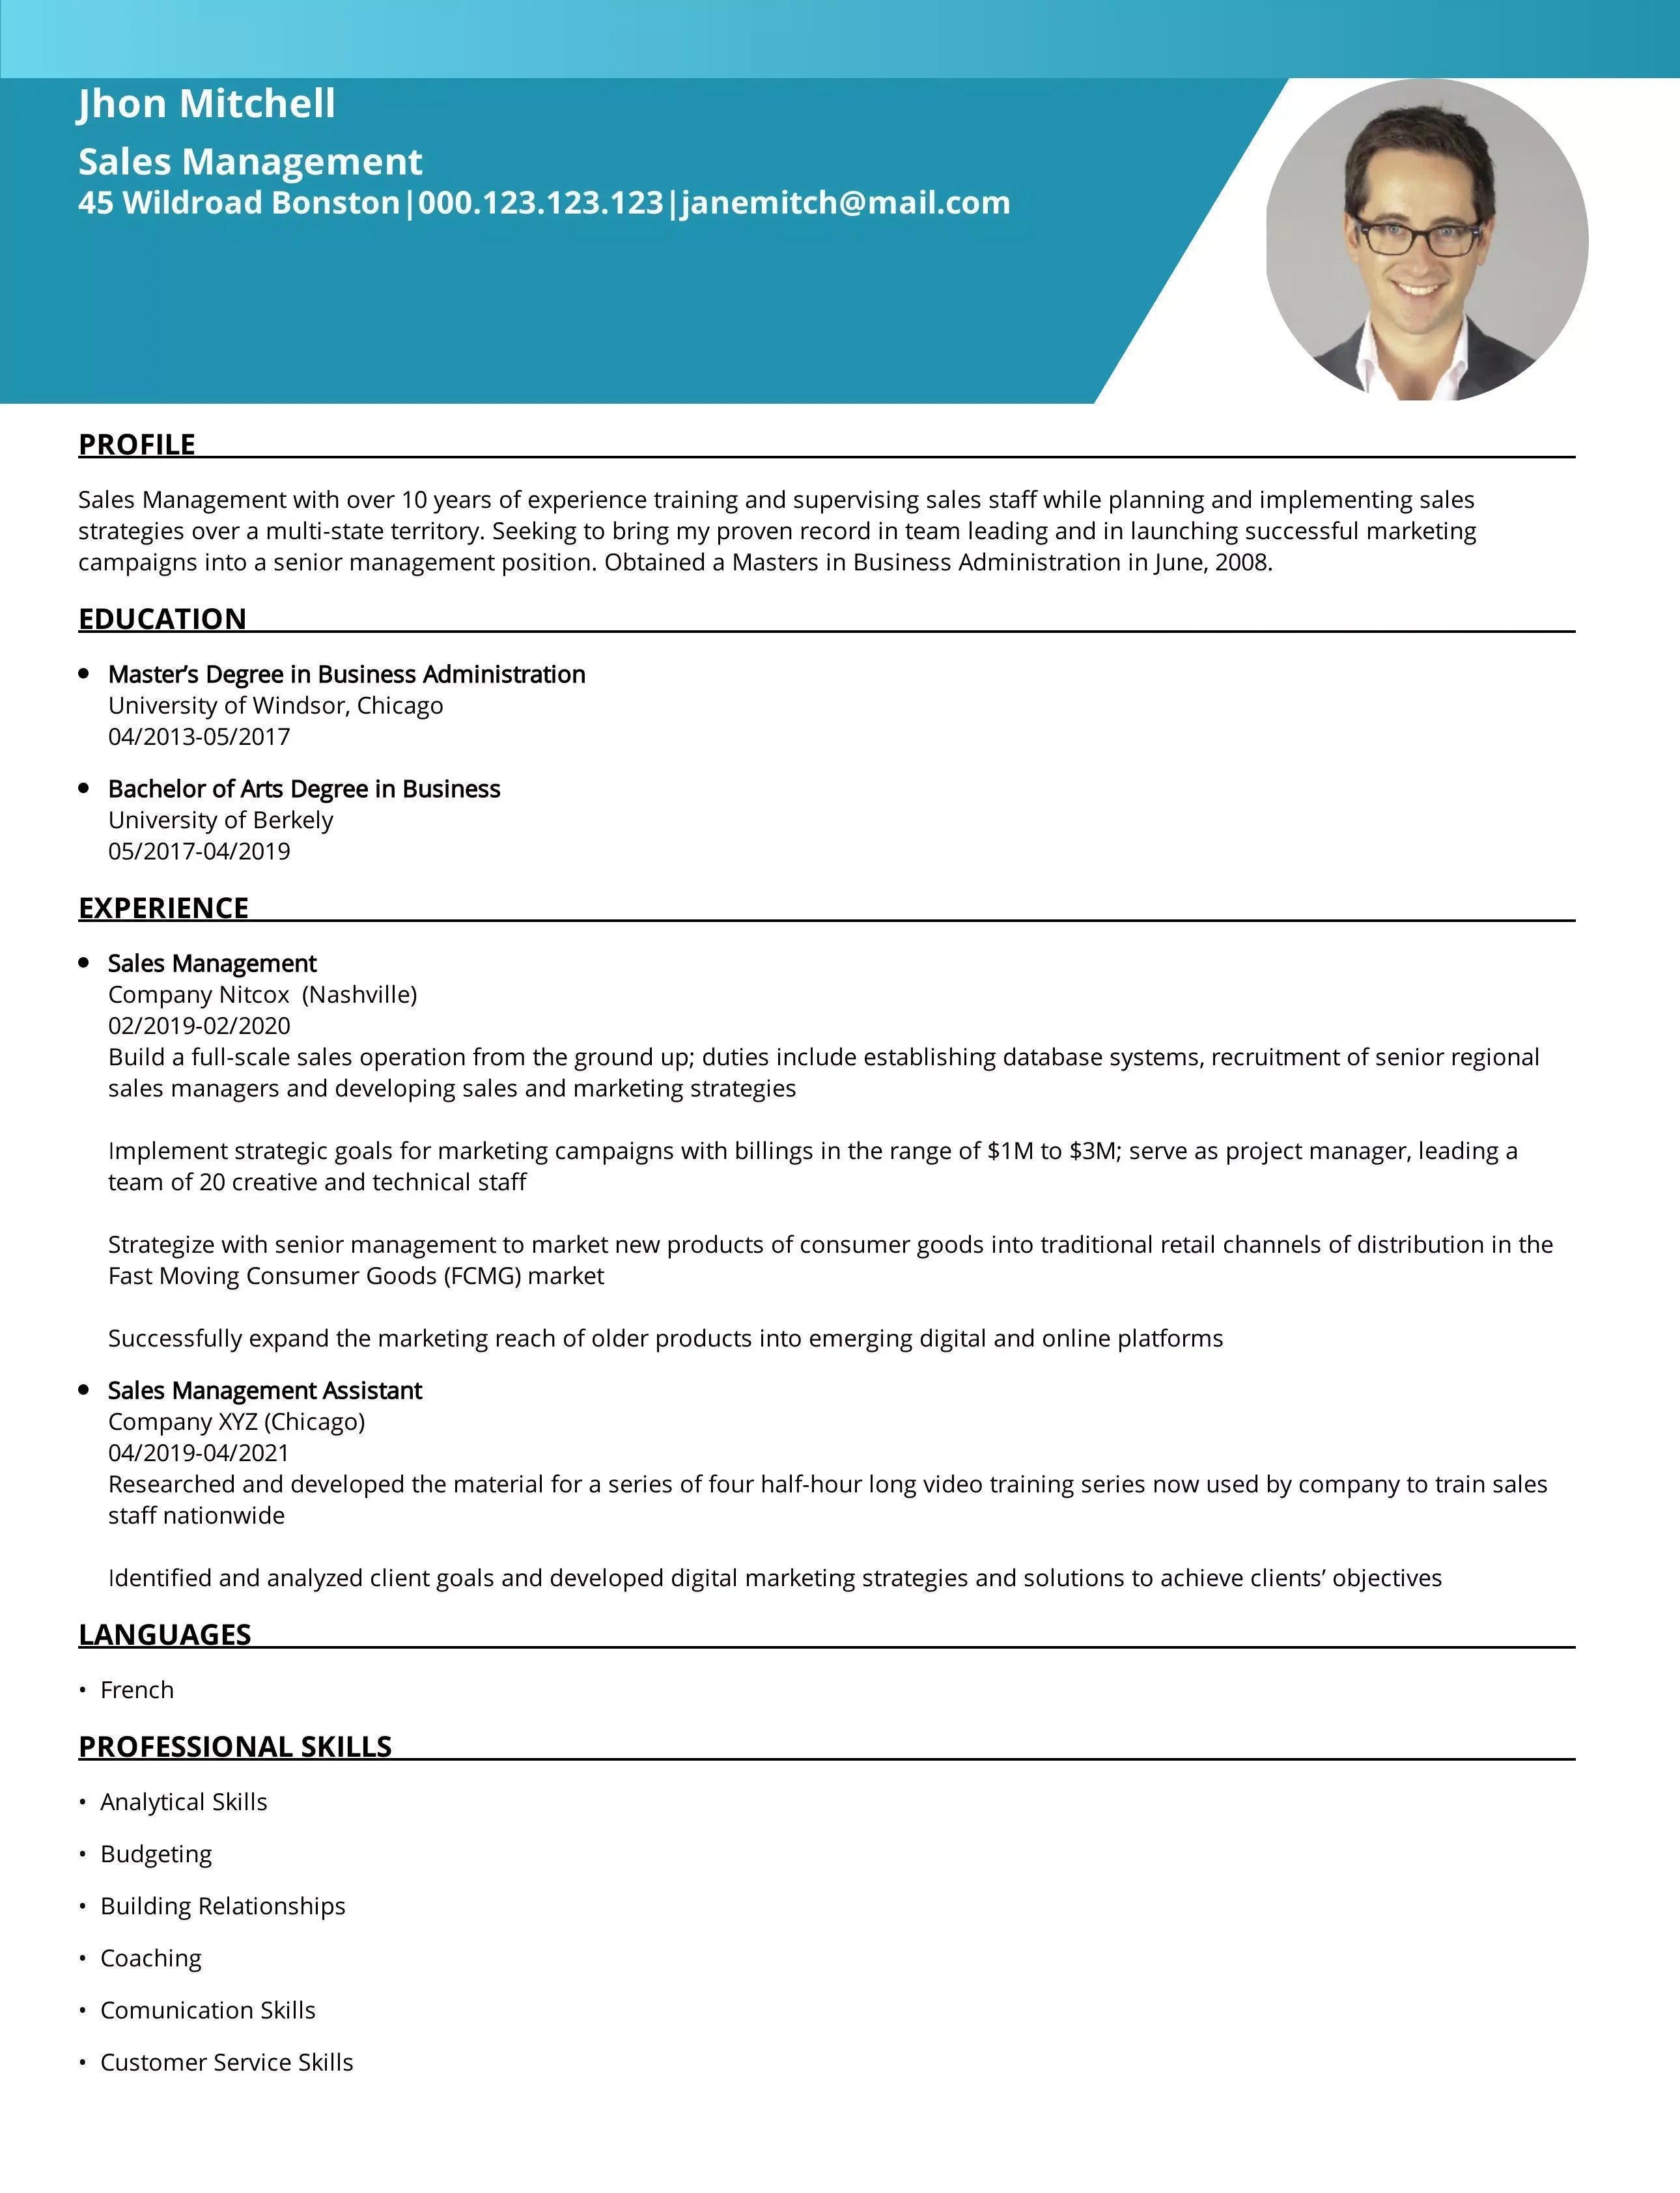 Jhon Mitchell
Sales Management
45 Wildroad Bonston|000.123.123.123|janemitch@mail.com
PROFILE
Sales Management with over 10 years of experience training and supervising sales staff while planning and implementing sales
strategies over a multi-state territory. Seeking to bring my proven record in team leading and in launching successful marketing
campaigns into a senior management position. Obtained a Masters in Business Administration in June, 2008.
EDUCATION
• Master’s Degree in Business Administration
University of Windsor, Chicago
04/2013-05/2017
• Bachelor of Arts Degree in Business
University of Berkely
05/2017-04/2019
EXPERIENCE
• Sales Management
Company Nitcox  (Nashville)
02/2019-02/2020
Build a full-scale sales operation from the ground up; duties include establishing database systems, recruitment of senior regional
sales managers and developing sales and marketing strategies
Implement strategic goals for marketing campaigns with billings in the range of $1M to $3M; serve as project manager, leading a
team of 20 creative and technical staff
Strategize with senior management to market new products of consumer goods into traditional retail channels of distribution in the
Fast Moving Consumer Goods (FCMG) market
Successfully expand the marketing reach of older products into emerging digital and online platforms
• Sales Management Assistant
Company XYZ (Chicago)
04/2019-04/2021
Researched and developed the material for a series of four half-hour long video training series now used by company to train sales
staff nationwide
Identified and analyzed client goals and developed digital marketing strategies and solutions to achieve clients’ objectives
LANGUAGES
• French
PROFESSIONAL SKILLS
• Analytical Skills
• Budgeting
• Building Relationships
• Coaching
• Comunication Skills
• Customer Service Skills